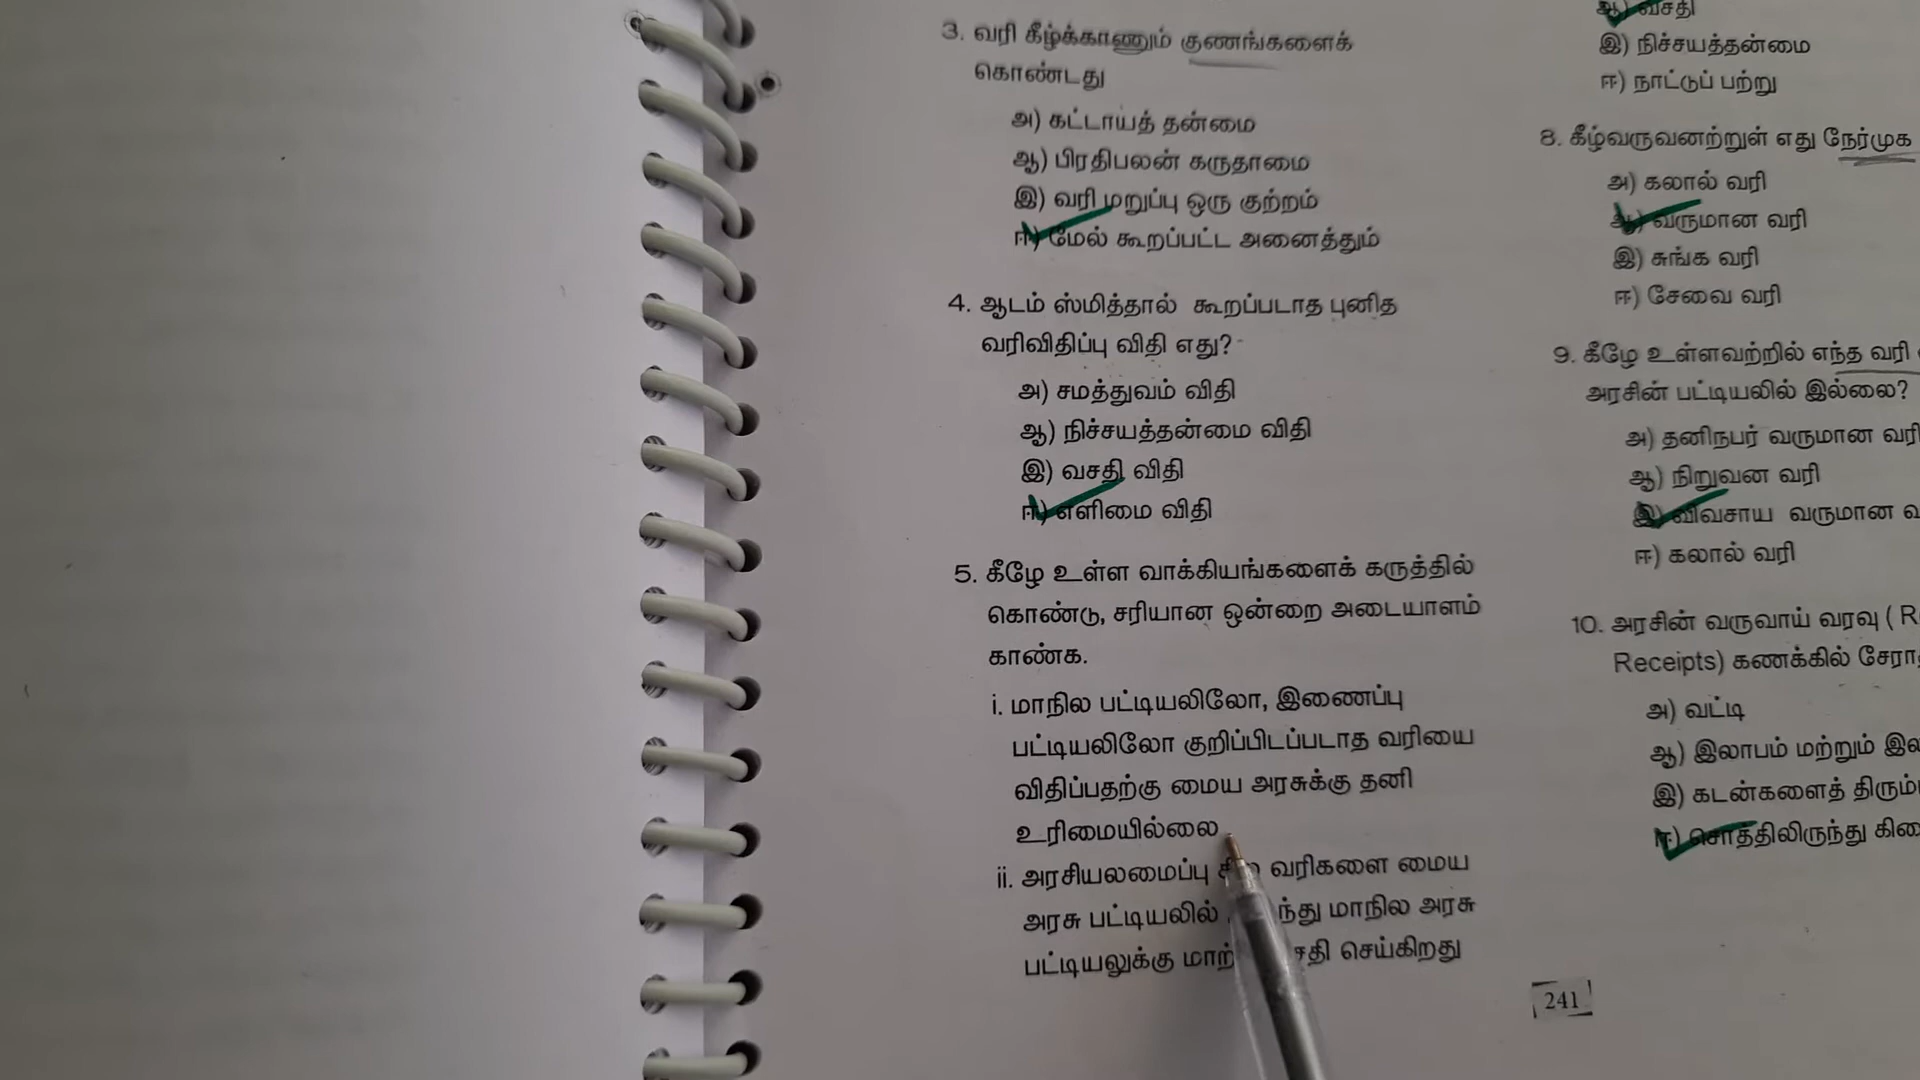 3. வரி கீழ்க்காணும் குணங்களைக்
கொண்டது
அ) கட்டாயத் தன்மை
ஆ) பிரதிபலன் கருதாமை
இ) வரி மறுப்பு ஒரு குற்றம்
ஈ) மேல் கூறப்பட்ட அனைத்தும்
4. ஆடம் ஸ்மித்தால் கூறப்படாத புனித
வரிவிதிப்பு விதி எது?
அ) சமத்துவம் விதி
ஆ) நிச்சயத்தன்மை விதி
இ) வசதி விதி
ஈ) எளிமை விதி
5. கீழே உள்ள வாக்கியங்களைக் கருத்தில்
கொண்டு, சரியான ஒன்றை அடையாளம்
காண்க.
i. மாநில பட்டியலிலோ, இணைப்பு
பட்டியலிலோ குறிப்பிடப்படாத வரியை
விதிப்பதற்கு மைய அரசுக்கு தனி
உரிமையில்லை
ii. அரசியலமைப்பு வரிகளை மைய
அரசு பட்டியலில் மாநில அரசு
பட்டியலுக்கு செய்கிறது
ஆ) வசதி
இ) நிச்சயத்தன்மை
ஈ) நாட்டுப் பற்று
8. கீழ்வருவனற்றுள் எது நேர்முக
அ) கலால் வரி
ஆ) வருமான வரி
இ) சுங்க வரி
ஈ) சேவை வரி
9. கீழே உள்ளவற்றில் எந்த வரி
அரசின் பட்டியலில் இல்லை?
அ) தனிநபர் வருமான வரி
ஆ) நிறுவன வரி
இ) விவசாய வருமான
ஈ) கலால் வரி
10. அரசின் வருவாய் வரவு (
Receipts) கணக்கில்
அ) வட்டி
ஆ) இலாபம் மற்றும்
இ) கடன்களைத்
ஈ) சொத்திலிருந்து
241